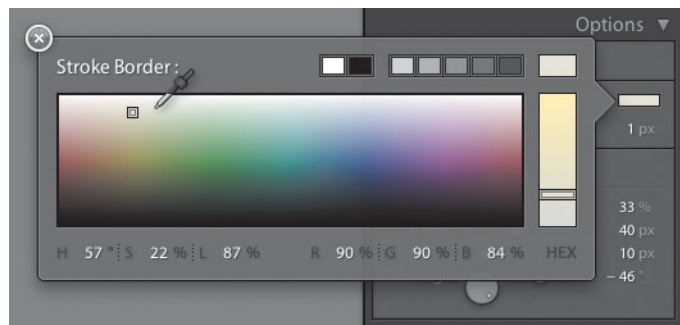 Options
Stroke Border:
1 px
33 %
40 px
H 57 ° S 22 % L 87 % R 90 % G 90 % B 84 % HEX
10 px
– 46 °